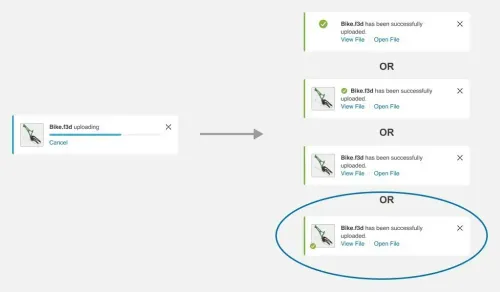 Bike.f3d uploading
Cancel
Bike.f3d has been successfully
uploaded.
View File Open File
OR
Bike.f3d has been successfully
uploaded.
View File Open File
OR
Bike.f3d has been successfully
uploaded.
View File Open File
OR
Bike.f3d has been successfully
uploaded.
View File Open File